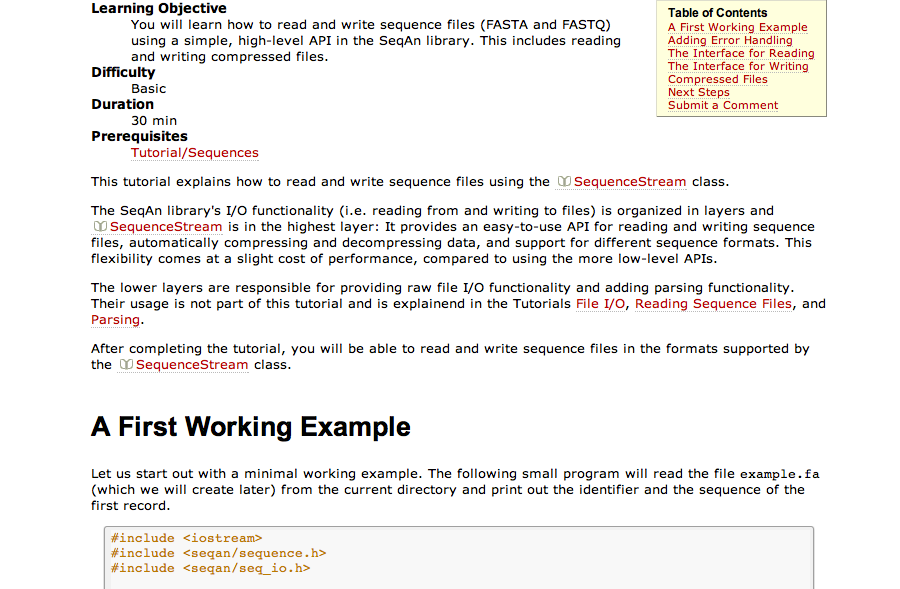 Learning Objective
You will learn how to read and write sequence files (FASTA and FASTQ)
using a simple, high-level API in the SeqAn library. This includes reading
and writing compressed files.
Difficulty
Basic
Duration
30 min
Prerequisites
Tutorial/Sequences
Table of Contents
A First Working Example
Adding Error Handling
The Interface for Reading
The Interface for Writing
Compressed Files
Next Steps
Submit a Comment
This tutorial explains how to read and write sequence files using the SequenceStream class.
The SeqAn library's I/O functionality (i.e. reading from and writing to files) is organized in layers and
SequenceStream is in the highest layer: It provides an easy-to-use API for reading and writing sequence
files, automatically compressing and decompressing data, and support for different sequence formats. This
flexibility comes at a slight cost of performance, compared to using the more low-level APIs.
The lower layers are responsible for providing raw file I/O functionality and adding parsing functionality.
Their usage is not part of this tutorial and is explainend in the Tutorials File I/O, Reading Sequence Files, and
Parsing.
After completing the tutorial, you will be able to read and write sequence files in the formats supported by
the SequenceStream class.
A First Working Example
Let us start out with a minimal working example. The following small program will read the file example.fa
(which we will create later) from the current directory and print out the identifier and the sequence of the
first record.
#include <iostream>
#include <seqan/sequence.h>
#include <seqan/seq_io.h>